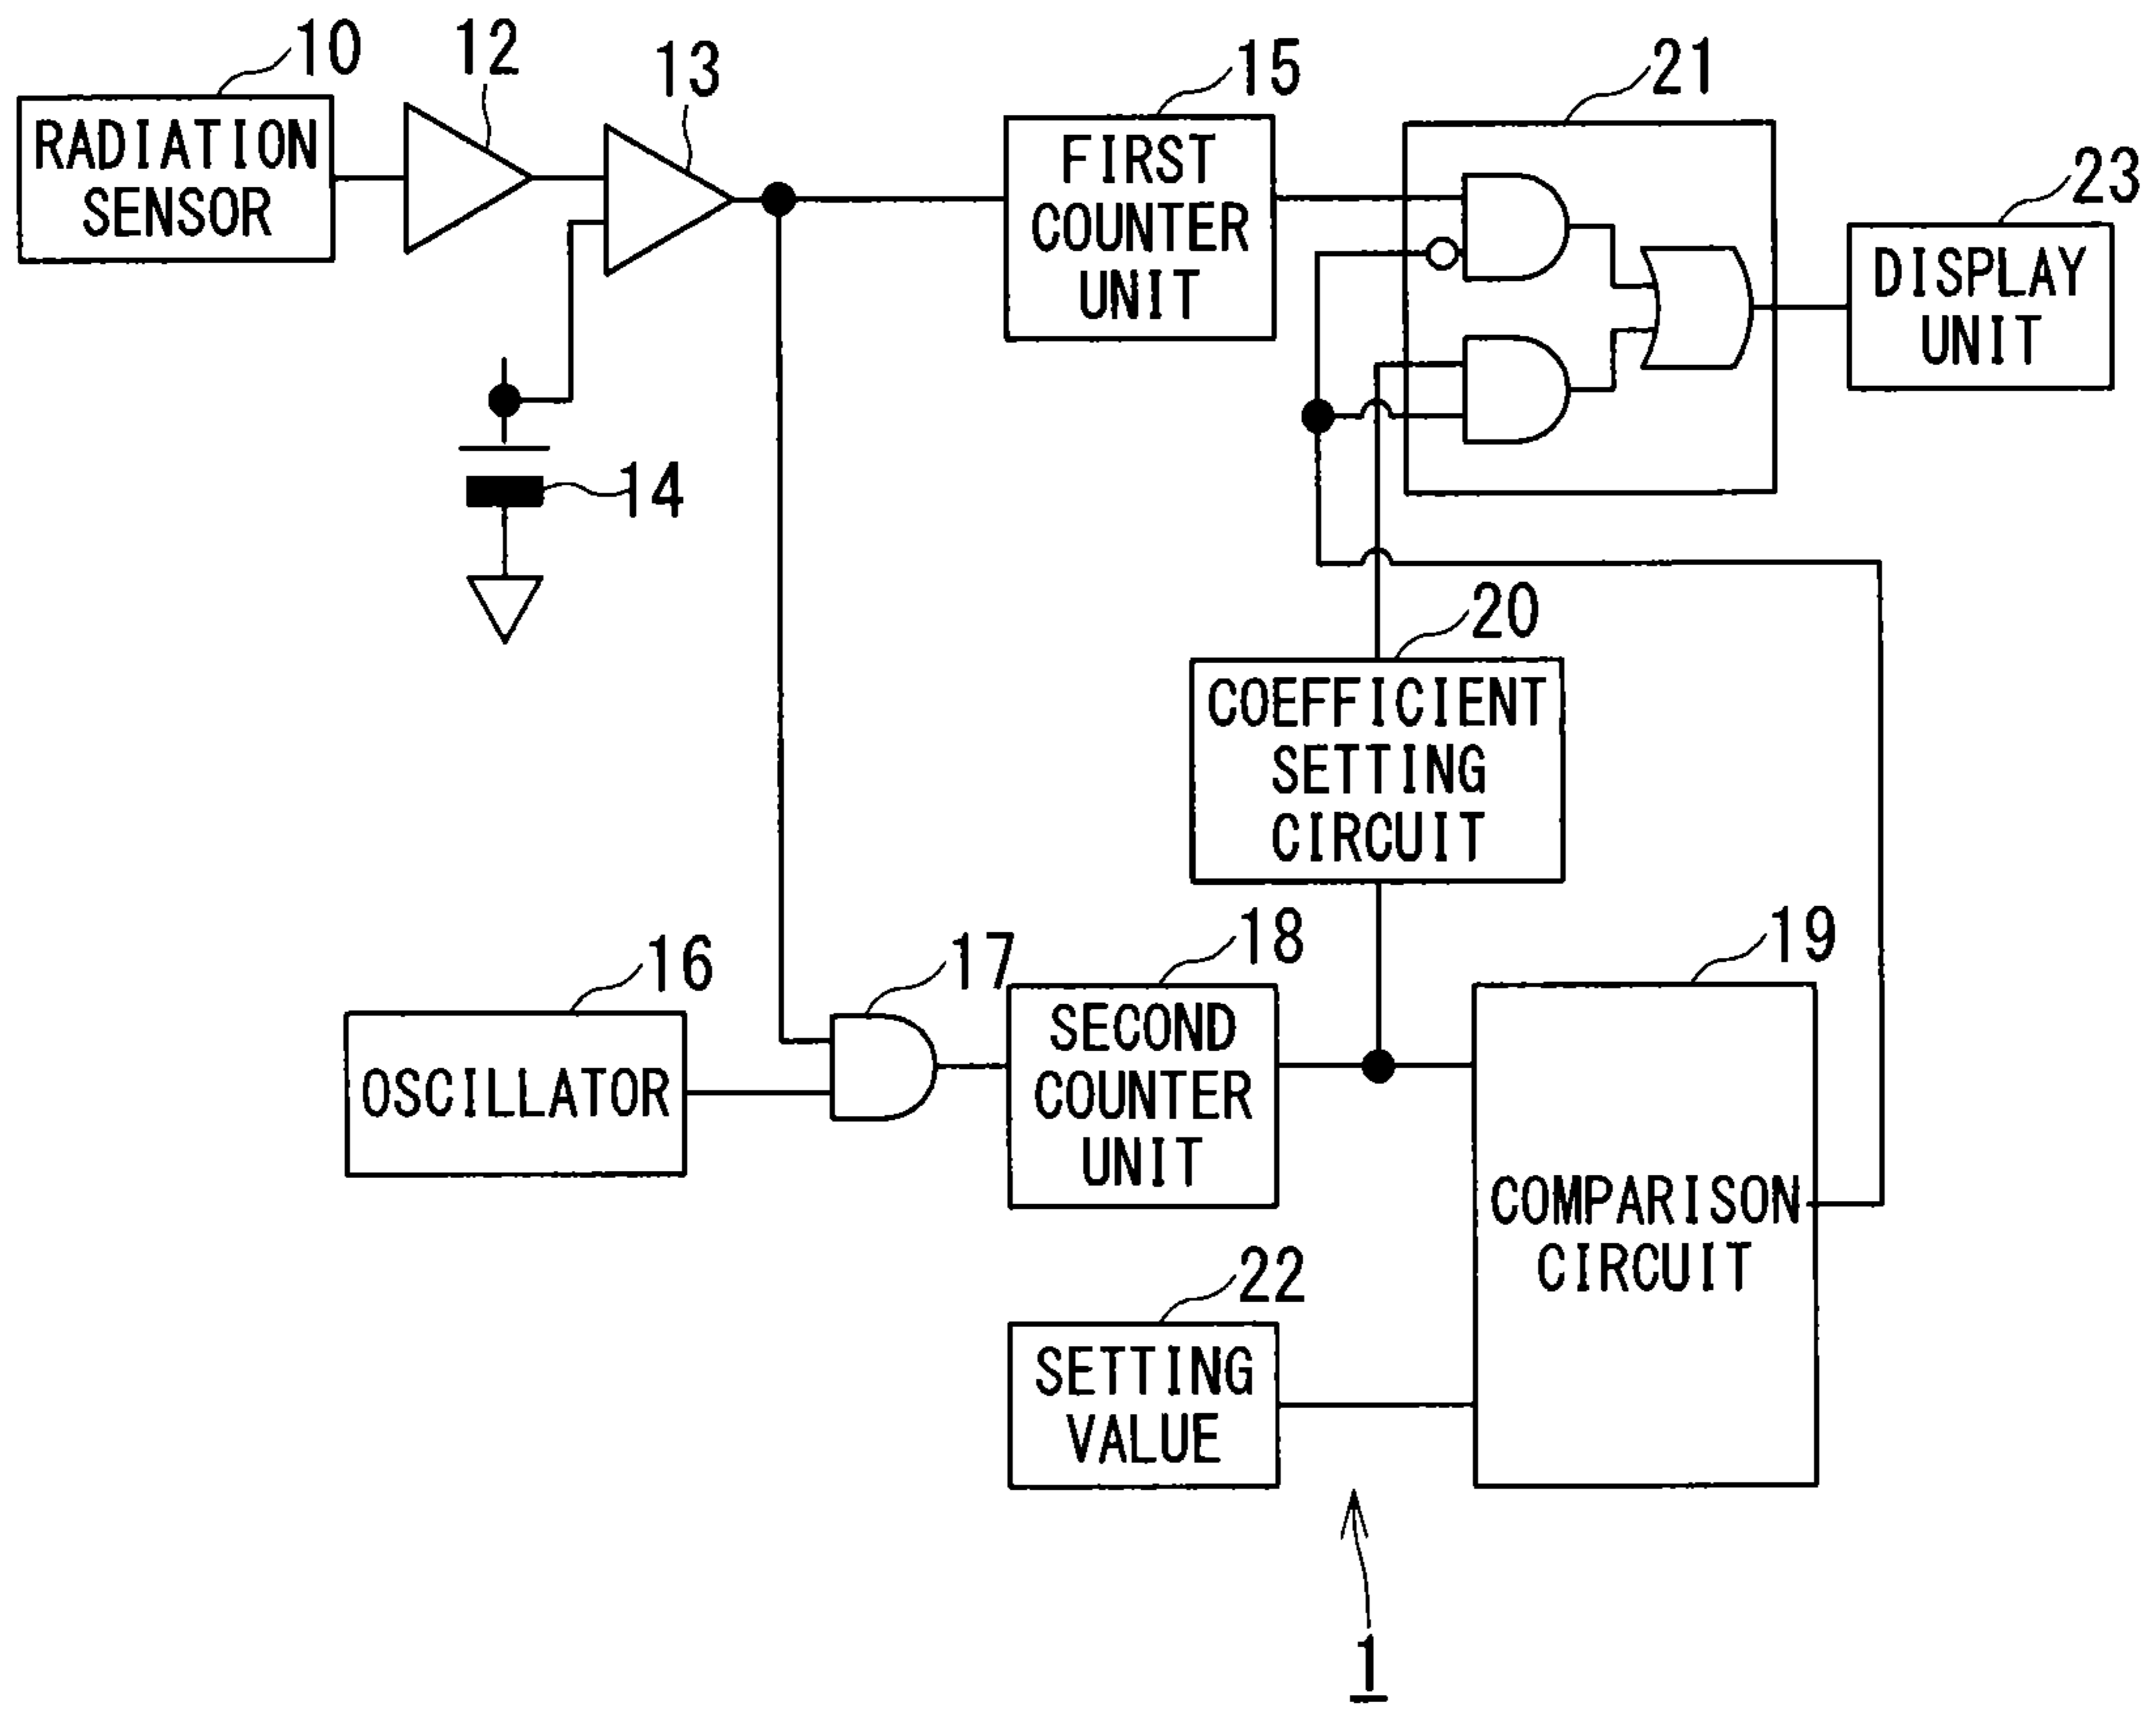 10
12
13
15
21
23
RADIATION
SENSOR
FIRST
COUNTER
UNIT
DISPLAY
UNIT
14
20
COEFFICIENT
SETTING
CIRCUIT
16
17
18
19
OSCILLATOR
SECOND
COUNTER
UNIT
COMPARISON
CIRCUIT
22
SETTING
VALUE
1